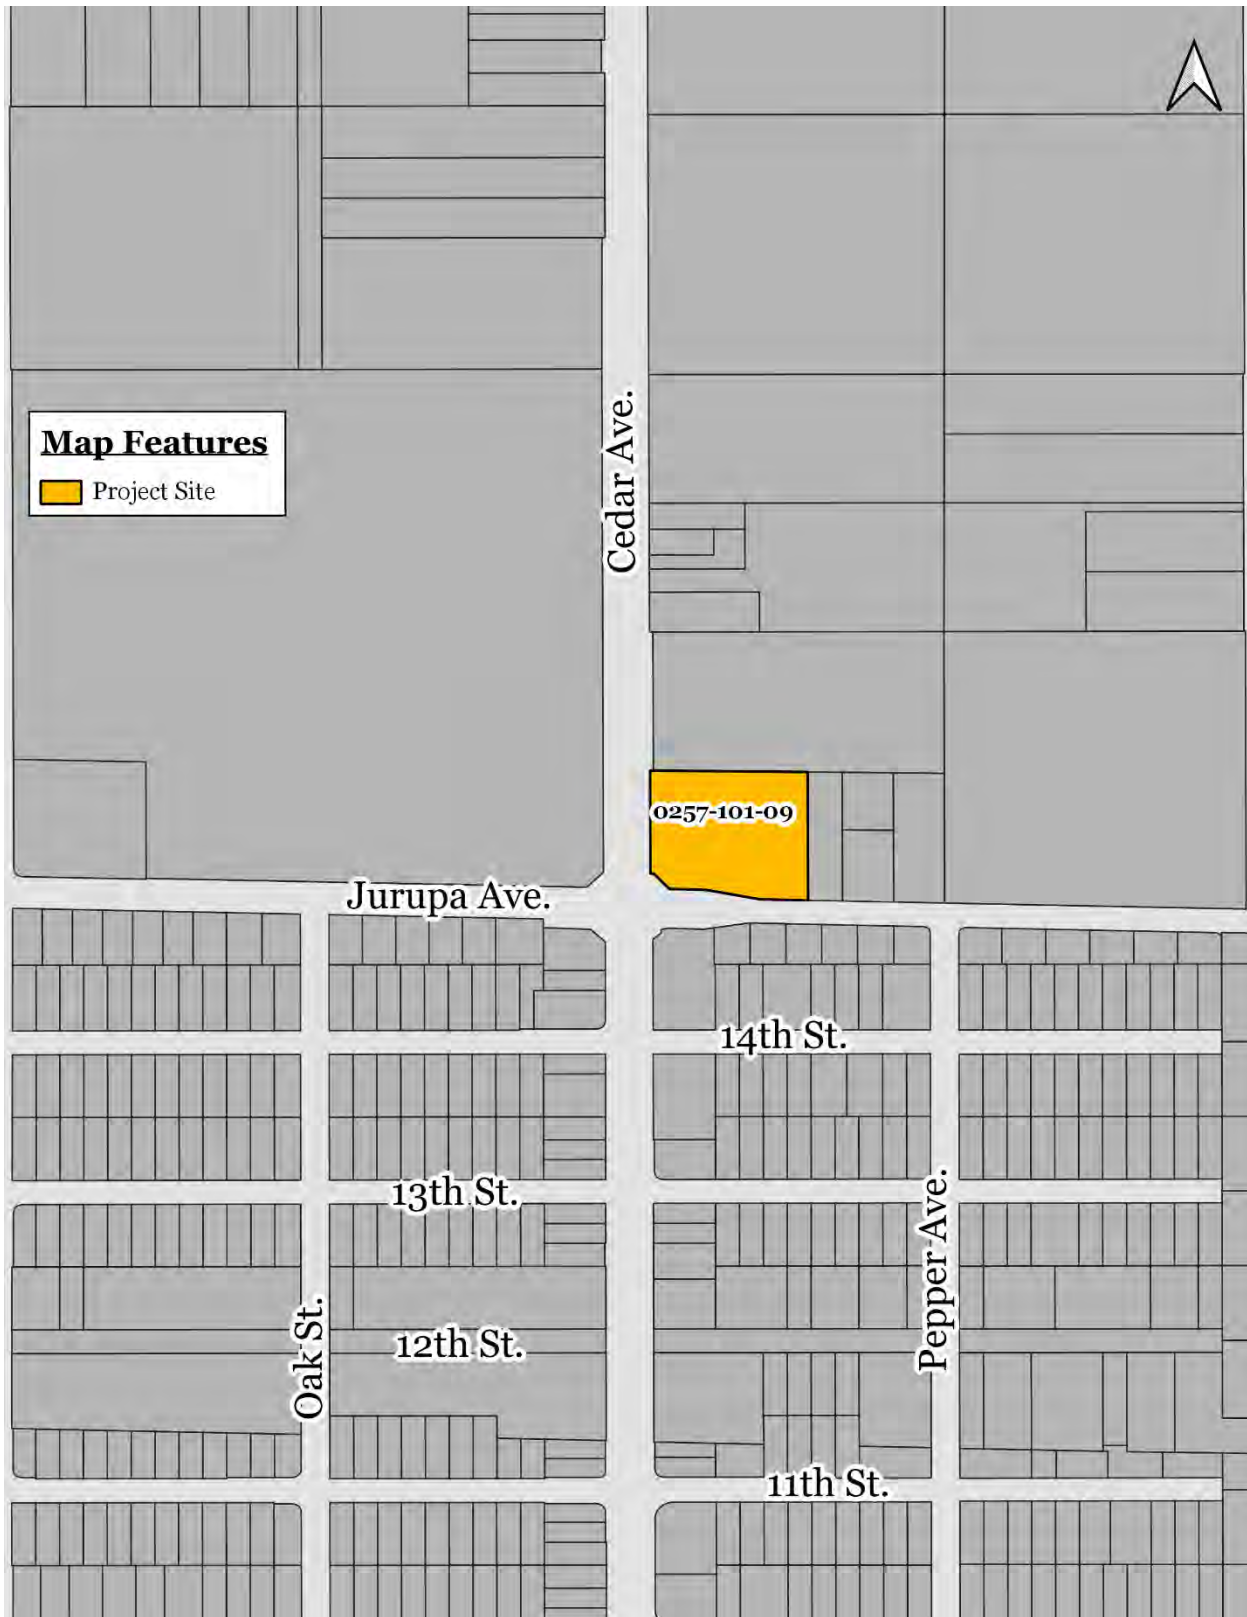 Cedar Ave.
Map Features
Project Site
0257-101-09
Jurupa Ave.
14th St.
13th St.
Pepper Ave.
Oak St.
12th St.
11th St.